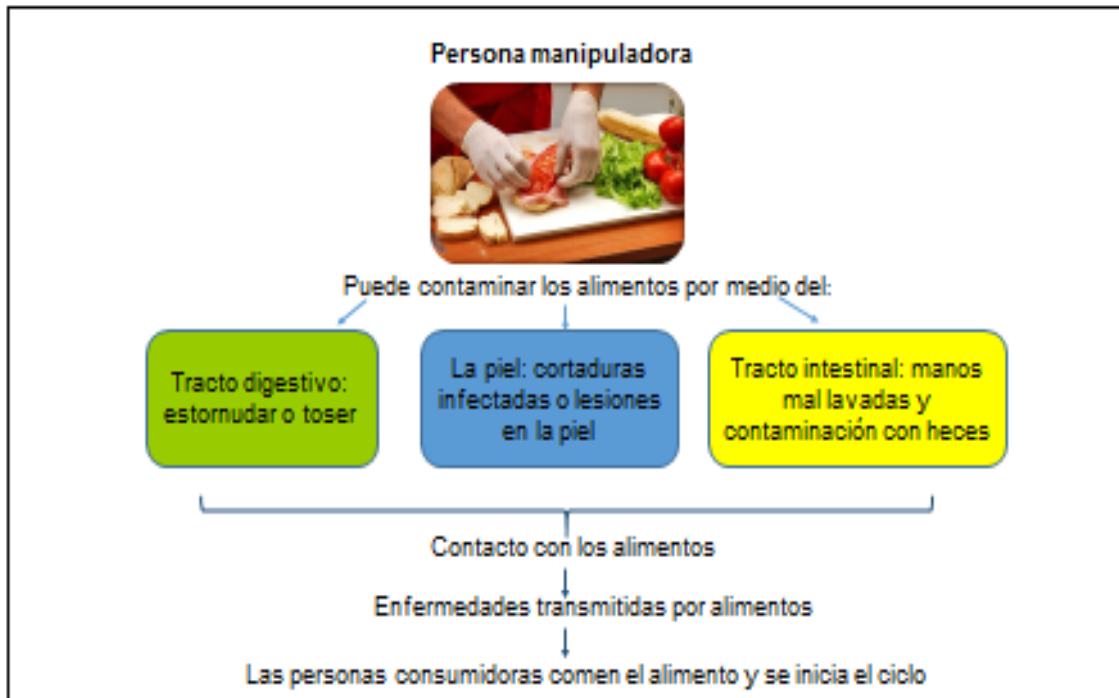 Persona manipuladora
Puede contaminar los alimentos por medio del:
Tracto digestivo:
estornudar o toser
La piel: cortaduras
infectadas o lesiones
en la piel
Tracto intestinal: manos
mal lavadas y
contaminación con heces
Contacto con los alimentos
Enfermedades transmitidas por alimentos
Las personas consumidoras comen el alimento y se inicia el ciclo